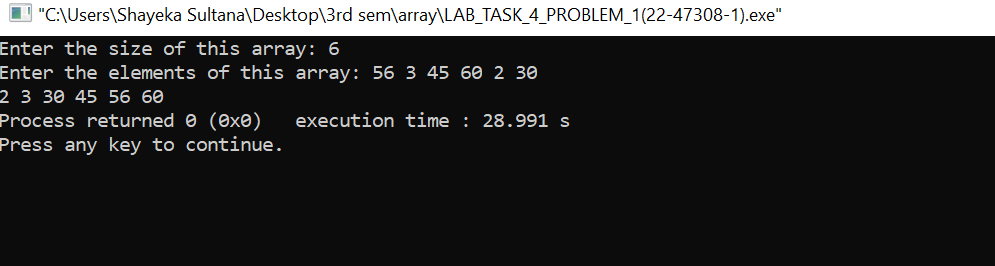 "C:\Users\Shayeka Sultana\Desktop\3rd sem\array\LAB_TASK_4_PROBLEM_1(22-47308-1).exe"
Enter the size of this array: 6
Enter the elements of this array: 56 3 45 60 2 30
2 3 30 45 56 60
Process returned 0 (0x0)   execution time : 28.991 s
Press any key to continue.